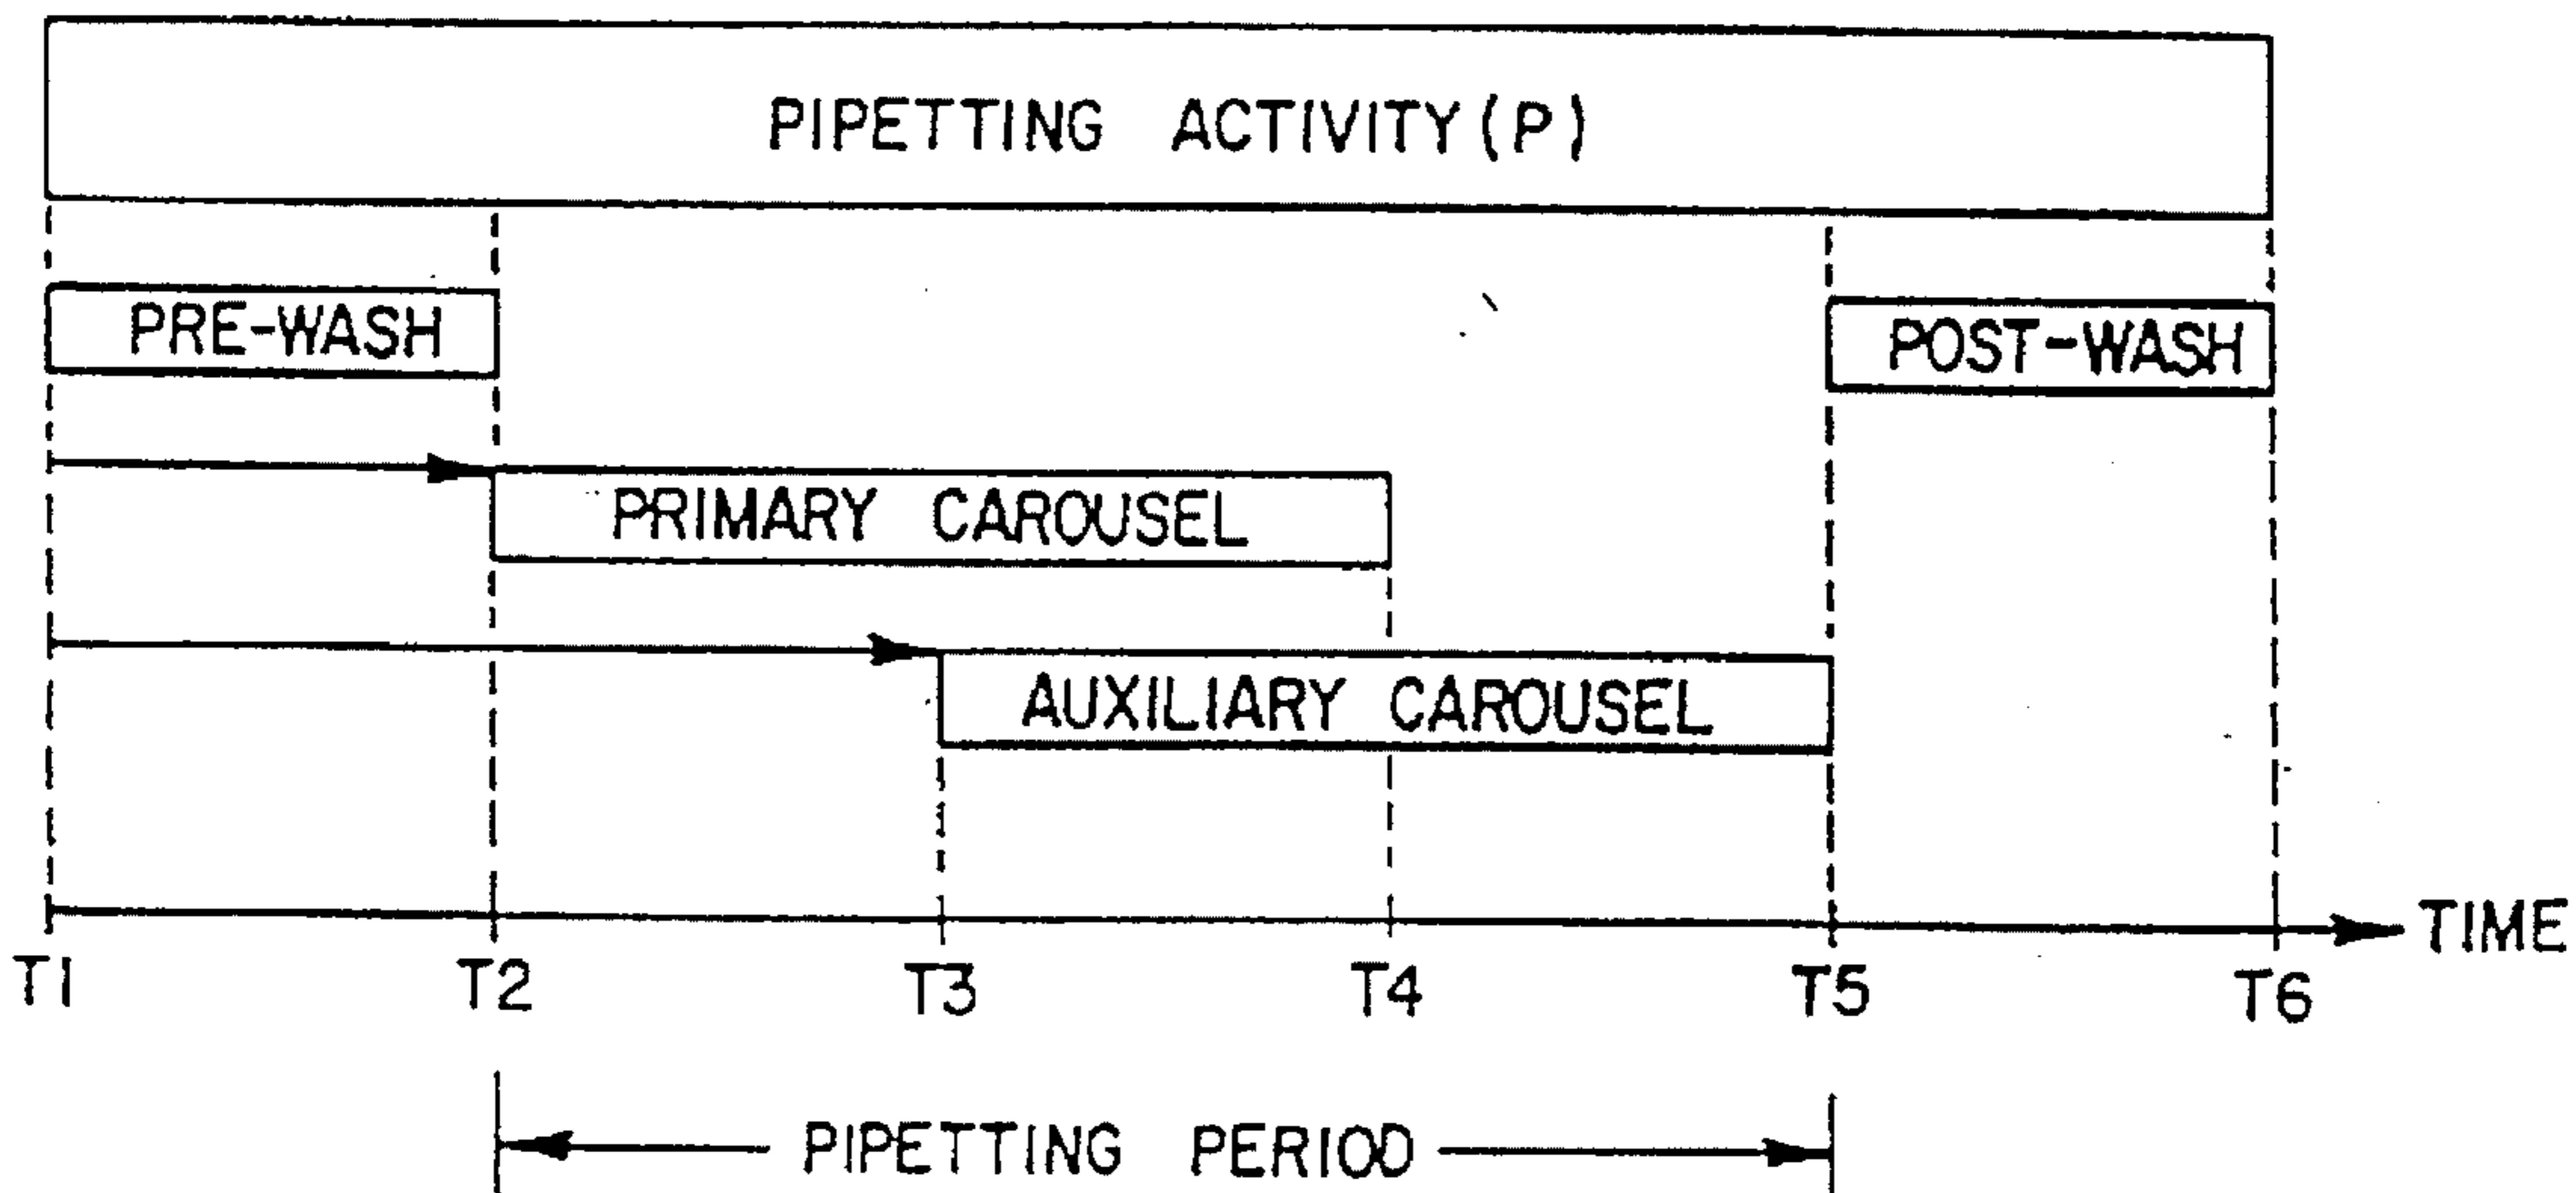 PIPETTING ACTIVITY (P)
PRE-WASH
POST-WASH
PRIMARY CAROUSEL
AUXILIARY CAROUSEL
TIME
T1 T2 T3 T4 T5 T6
PIPETTING PERIOD